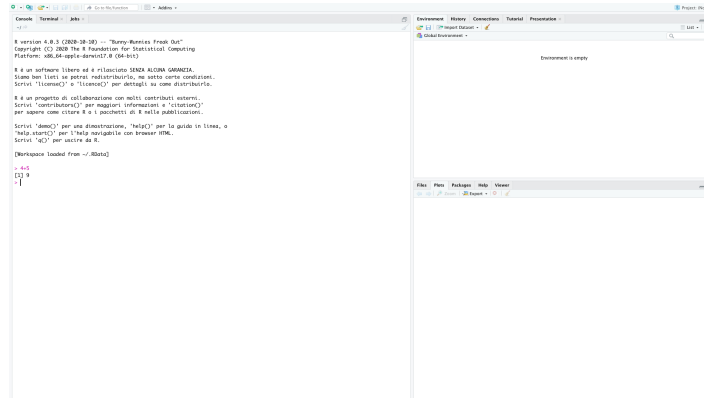 Go to file/function
Addins
Project: (No
Console Terminal × Jobs ×
~/
R version 4.0.3 (2020-10-10) -- "Bunny-Wunnies Freak Out"
Copyright (C) 2020 The R Foundation for Statistical Computing
Platform: x86_64-apple-darwin17.0 (64-bit)
R è un software libero ed è rilasciato SENZA ALCUNA GARANZIA.
Siamo ben lieti se potrai redistribuirlo, ma sotto certe condizioni.
Scrivi 'license()' o 'licence()' per dettagli su come distribuirlo.
R è un progetto di collaborazione con molti contributi esterni.
Scrivi 'contributors()' per maggiori informazioni e 'citation()'
per sapere come citare R o i pacchetti di R nelle pubblicazioni.
Scrivi 'demo()' per una dimostrazione, 'help()' per la guida in linea, o
'help.start()' per l'help navigabile con browser HTML.
Scrivi 'q()' per uscire da R.
[Workspace loaded from ~/.RData]
> 4+5
[1] 9
>
Environment History Connections Tutorial Presentation ×
Import Dataset
List
Global Environment
Environment is empty
Files Plots Packages Help Viewer
Zoom Export